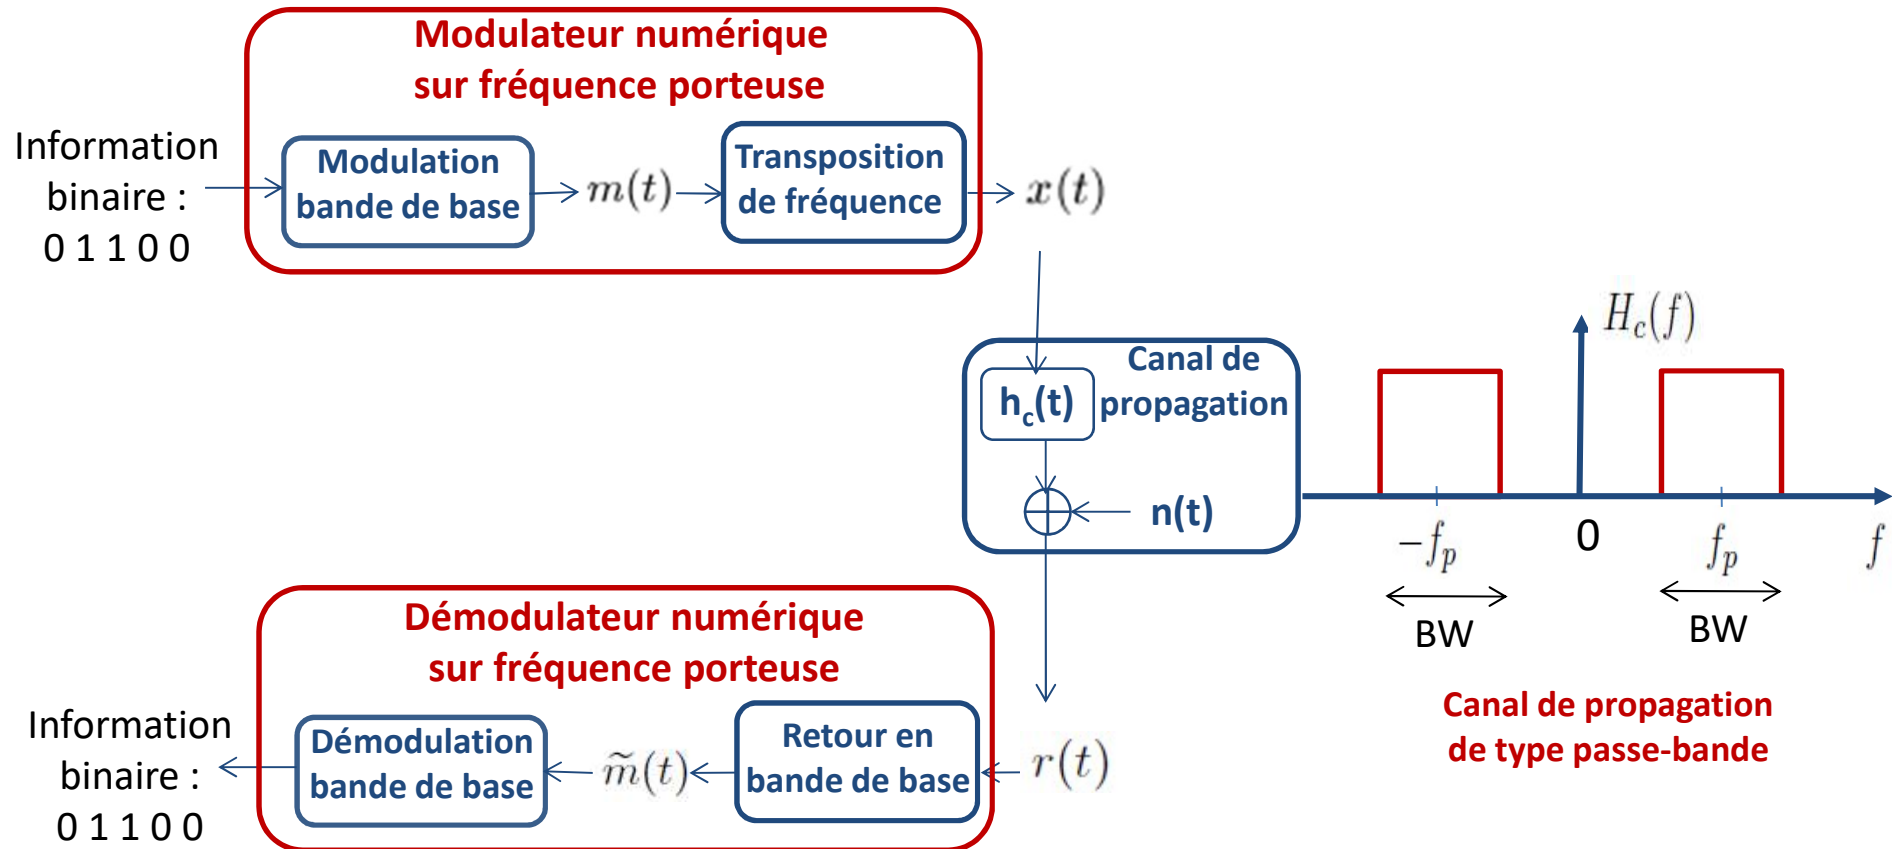 Modulateur numérique
sur fréquence porteuse
Information
binaire :
0 1 1 0 0
Modulation
bande de base
m(t)
Transposition
de fréquence
x(t)
Canal de
propagation
h_c(t)
n(t)
H_c(f)
-f_p
0
f_p
f
BW
BW
Canal de propagation
de type passe-bande
Démodulateur numérique
sur fréquence porteuse
Information
binaire :
0 1 1 0 0
Démodulation
bande de base
m̃(t)
Retour en
bande de base
r(t)